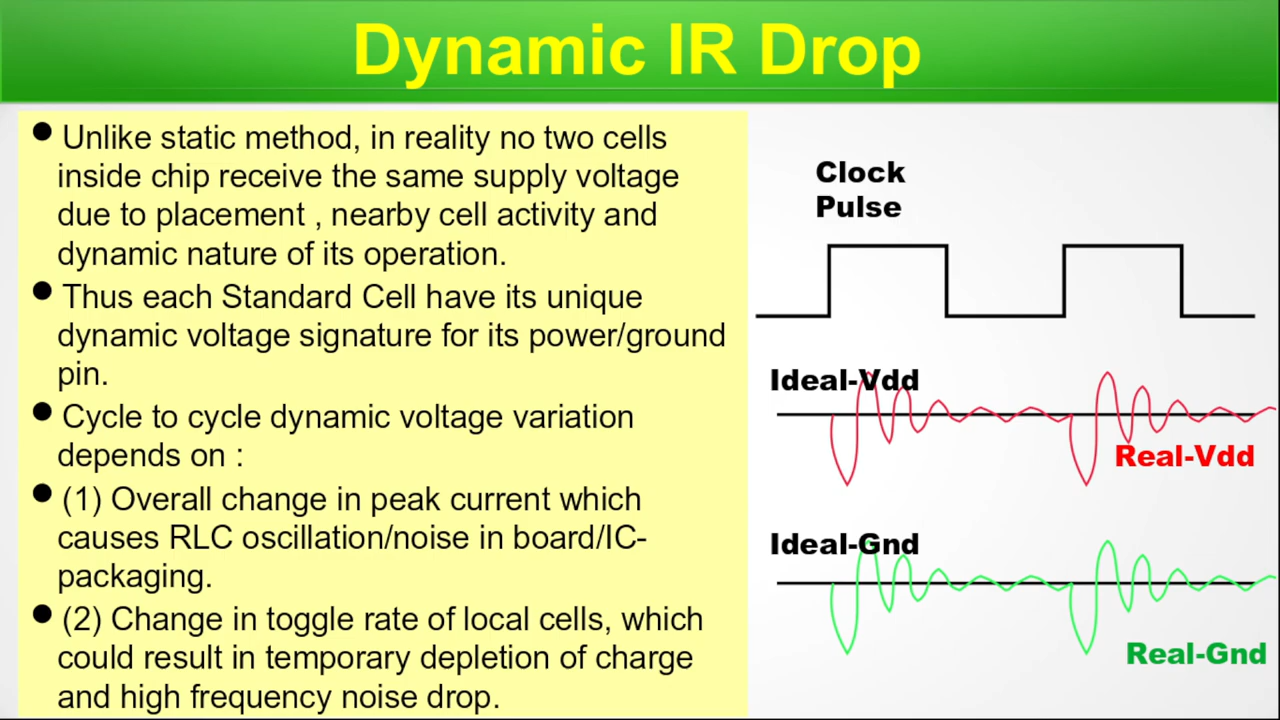 Dynamic IR Drop
● Unlike static method, in reality no two cells
inside chip receive the same supply voltage
due to placement , nearby cell activity and
dynamic nature of its operation.
● Thus each Standard Cell have its unique
dynamic voltage signature for its power/ground
pin.
● Cycle to cycle dynamic voltage variation
depends on :
● (1) Overall change in peak current which
causes RLC oscillation/noise in board/IC-
packaging.
● (2) Change in toggle rate of local cells, which
could result in temporary depletion of charge
and high frequency noise drop.
Clock
Pulse
Ideal-Vdd
Real-Vdd
Ideal-Gnd
Real-Gnd